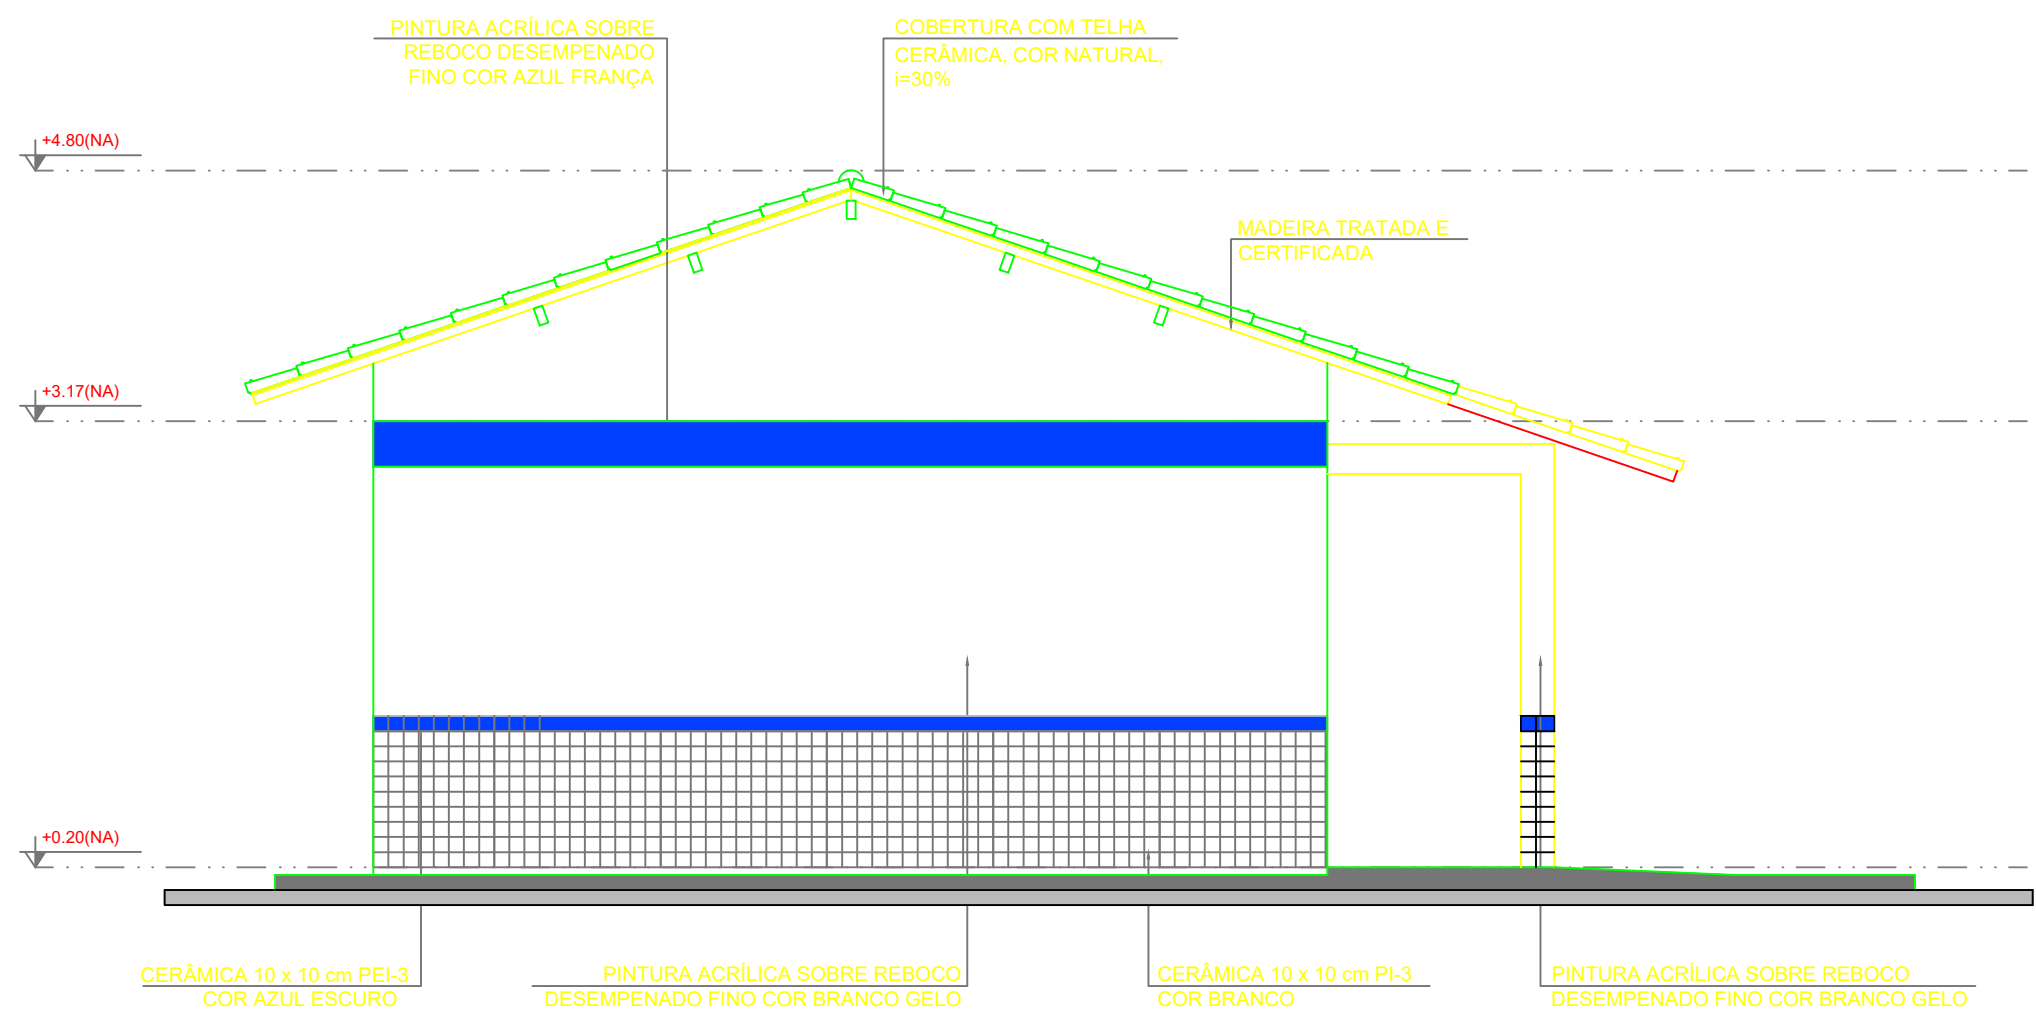 PINTURA ACRÍLICA SOBRE
REBOCO DESEMPENADO
FINO COR AZUL FRANÇA
COBERTURA COM TELHA
CERÂMICA, COR NATURAL,
i=30%
+4.80(NA)
MADEIRA TRATADA E
CERTIFICADA
+3.17(NA)
+0.20(NA)
CERÂMICA 10 x 10 cm PEI-3
COR AZUL ESCURO
PINTURA ACRÍLICA SOBRE REBOCO
DESEMPENADO FINO COR BRANCO GELO
CERÂMICA 10 x 10 cm PI-3
COR BRANCO
PINTURA ACRÍLICA SOBRE REBOCO
DESEMPENADO FINO COR BRANCO GELO